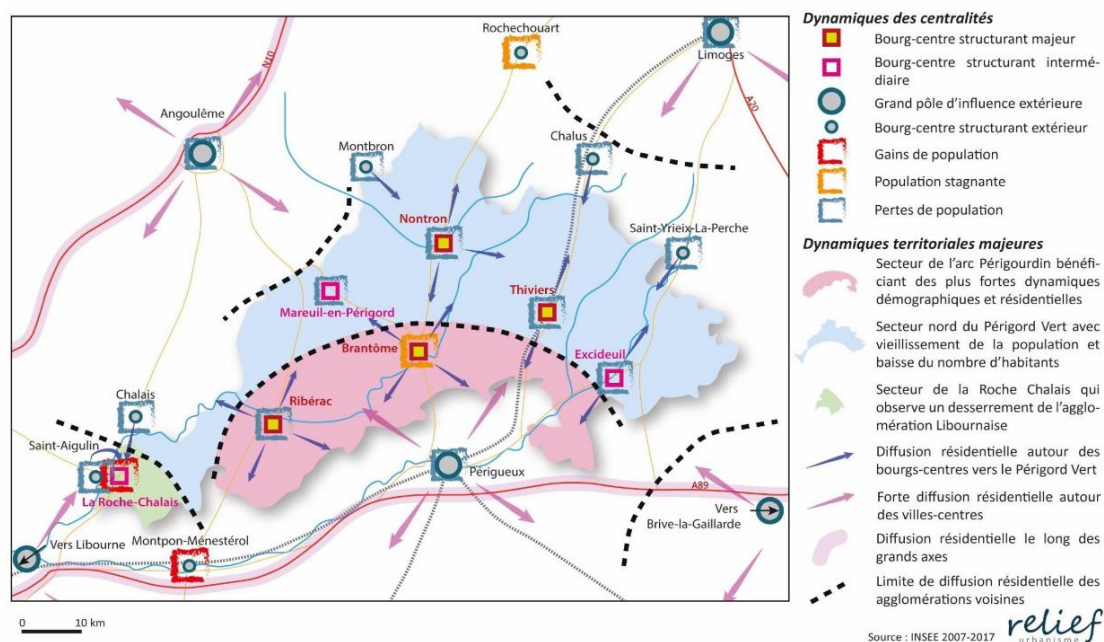 Rochechouart
Limoges
N10
A20
Angoulême
Montbron
Chalus
Nontron
Saint-Yrieix-La-Perche
Thiviers
Mareuil-en-Périgord
Brantôme
Excideuil
Chalais
Ribérac
Saint-Aigulin
La Roche-Chalais
Périgueux
A89
Vers
Brive-la-Gaillarde
Vers Libourne
Montpon-Ménestérol
0 10 km
Dynamiques des centralités
Bourg-centre structurant majeur
Bourg-centre structurant intermé-
diaire
Grand pôle d'influence extérieure
Bourg-centre structurant extérieur
Gains de population
Population stagnante
Pertes de population
Dynamiques territoriales majeures
Secteur de l'arc Périgourdin bénéfi-
ciant des plus fortes dynamiques
démographiques et résidentielles
Secteur nord du Périgord Vert avec
vieillissement de la population et
baisse du nombre d'habitants
Secteur de la Roche Chalais qui
observe un desserrement de l'agglo-
mération Libournaise
Diffusion résidentielle autour des
bourgs-centres vers le Périgord Vert
Forte diffusion résidentielle autour
des villes-centres
Diffusion résidentielle le long des
grands axes
Limite de diffusion résidentielle des
agglomérations voisines
Source : INSEE 2007-2017
relief
urbanisme